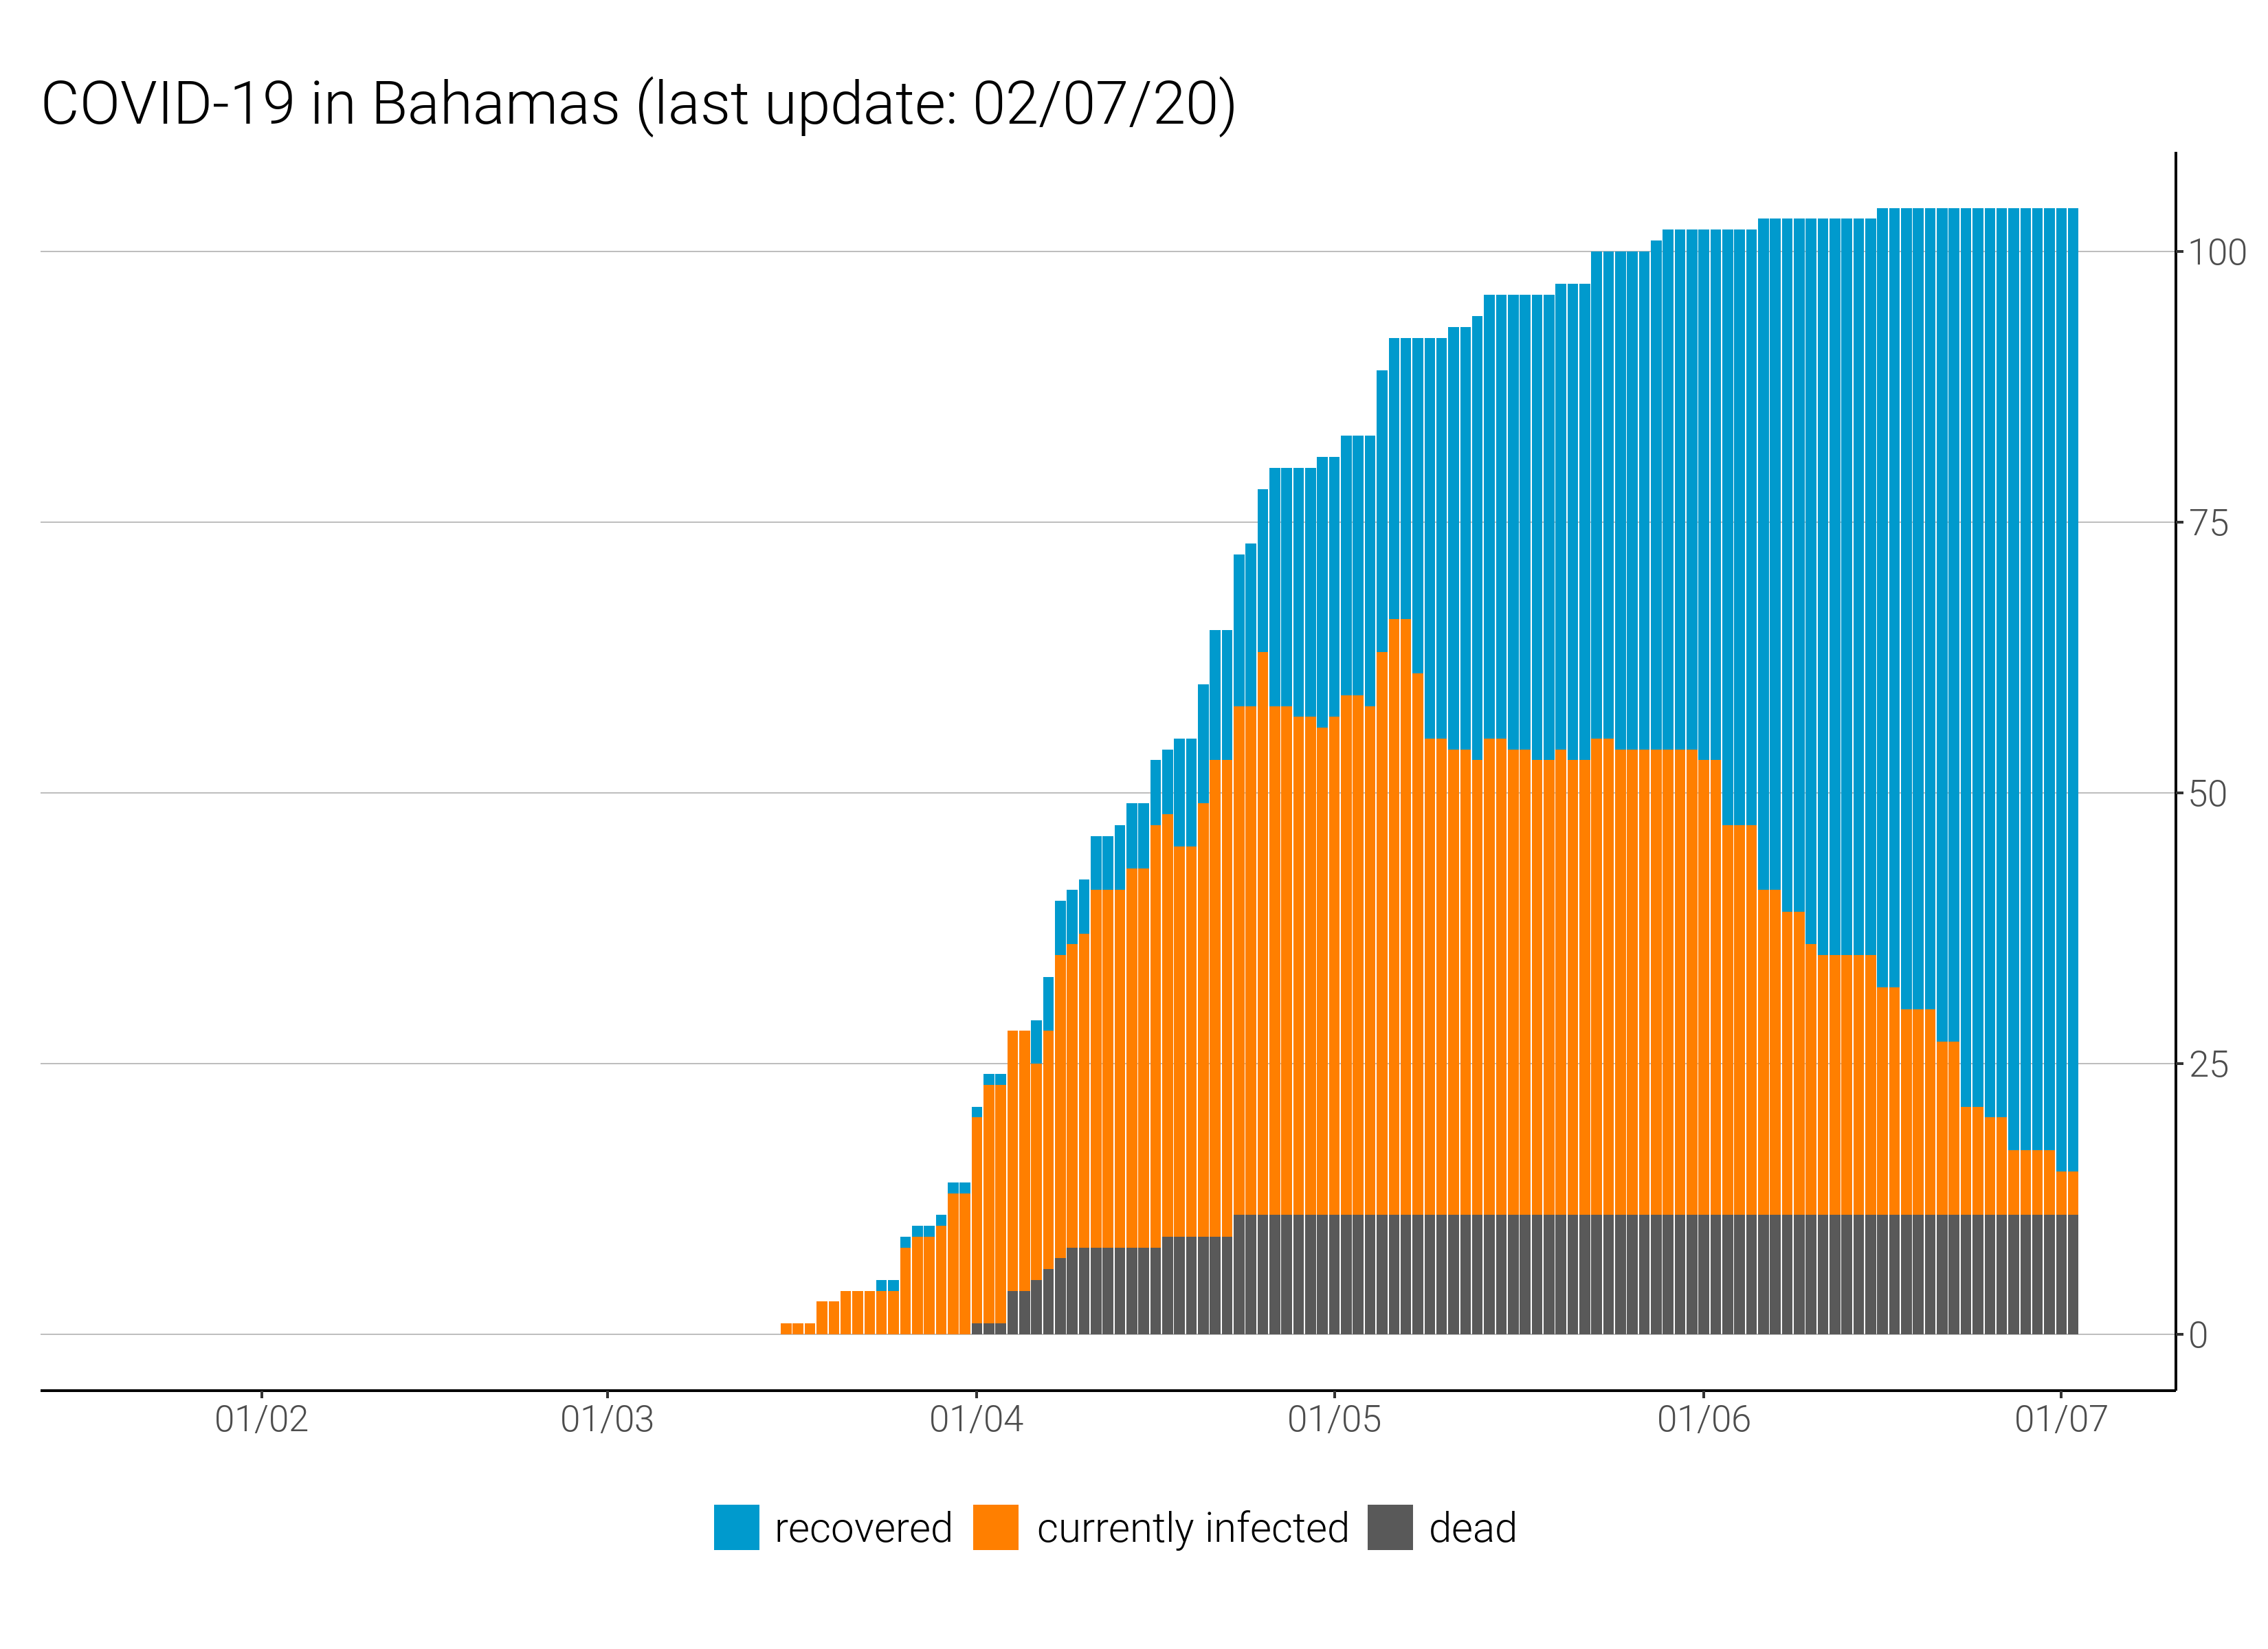 COVID-19 in Bahamas (last update: 02/07/20)
100
75
50
25
0
01/02 01/03 01/04 01/05 01/06 01/07
recovered currently infected dead